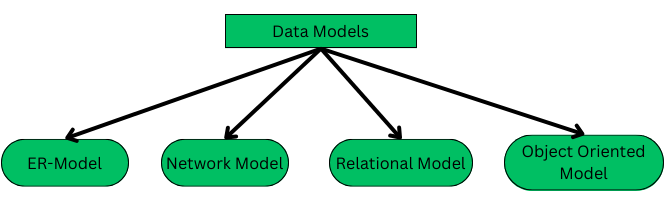 Data Models
ER-Model
Network Model
Relational Model
Object Oriented
Model